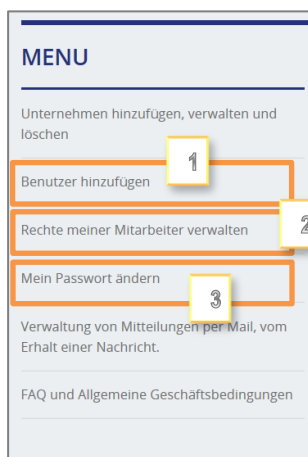 MENU
Unternehmen hinzufügen, verwalten und
löschen
1
Benutzer hinzufügen
Rechte meiner Mitarbeiter verwalten
2
Mein Passwort ändern
3
Verwaltung von Mitteilungen per Mail, vom
Erhalt einer Nachricht.
FAQ und Allgemeine Geschäftsbedingungen